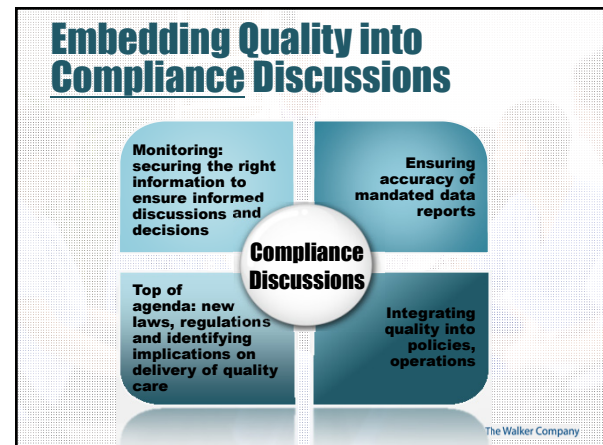 Embedding Quality into
Compliance Discussions
Monitoring:
securing the right
information to
ensure informed
discussions and
decisions
Ensuring
accuracy of
mandated data
reports
Compliance
Discussions
Top of
agenda: new
laws, regulations
and identifying
implications on
delivery of quality
care
Integrating
quality into
policies,
operations
The Walker Company